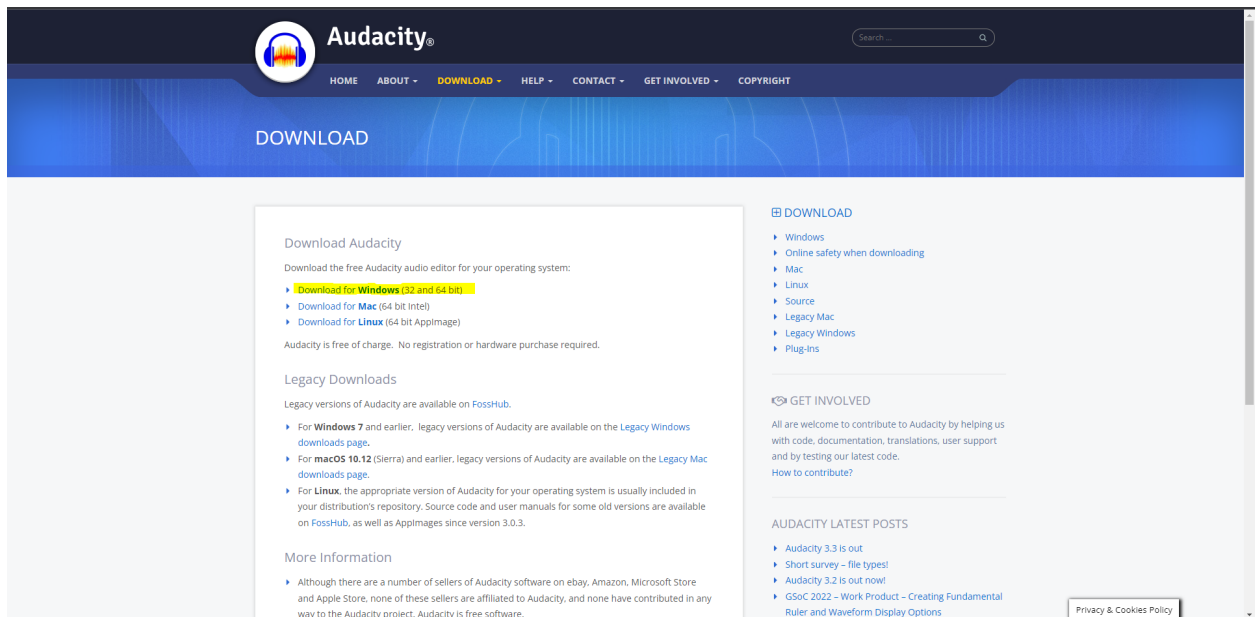 Audacity®
Search ...
HOME ABOUT DOWNLOAD HELP CONTACT GET INVOLVED COPYRIGHT
DOWNLOAD
Download Audacity
Download the free Audacity audio editor for your operating system:
Download for Windows (32 and 64 bit)
Download for Mac (64 bit Intel)
Download for Linux (64 bit AppImage)
Audacity is free of charge. No registration or hardware purchase required.
Legacy Downloads
Legacy versions of Audacity are available on FossHub.
For Windows 7 and earlier, legacy versions of Audacity are available on the Legacy Windows
downloads page.
For macOS 10.12 (Sierra) and earlier, legacy versions of Audacity are available on the Legacy Mac
downloads page.
For Linux, the appropriate version of Audacity for your operating system is usually included in
your distribution's repository. Source code and user manuals for some old versions are available
on FossHub, as well as AppImages since version 3.0.3.
More Information
Although there are a number of sellers of Audacity software on ebay, Amazon, Microsoft Store
and Apple Store, none of these sellers are affiliated to Audacity, and none have contributed in any
way to the Audacity project. Audacity is free software.
DOWNLOAD
Windows
Online safety when downloading
Mac
Linux
Source
Legacy Mac
Legacy Windows
Plug-Ins
GET INVOLVED
All are welcome to contribute to Audacity by helping us
with code, documentation, translations, user support
and by testing our latest code.
How to contribute?
AUDACITY LATEST POSTS
Audacity 3.3 is out
Short survey – file types!
Audacity 3.2 is out now!
GSoC 2022 – Work Product – Creating Fundamental
Ruler and Waveform Display Options
Privacy & Cookies Policy